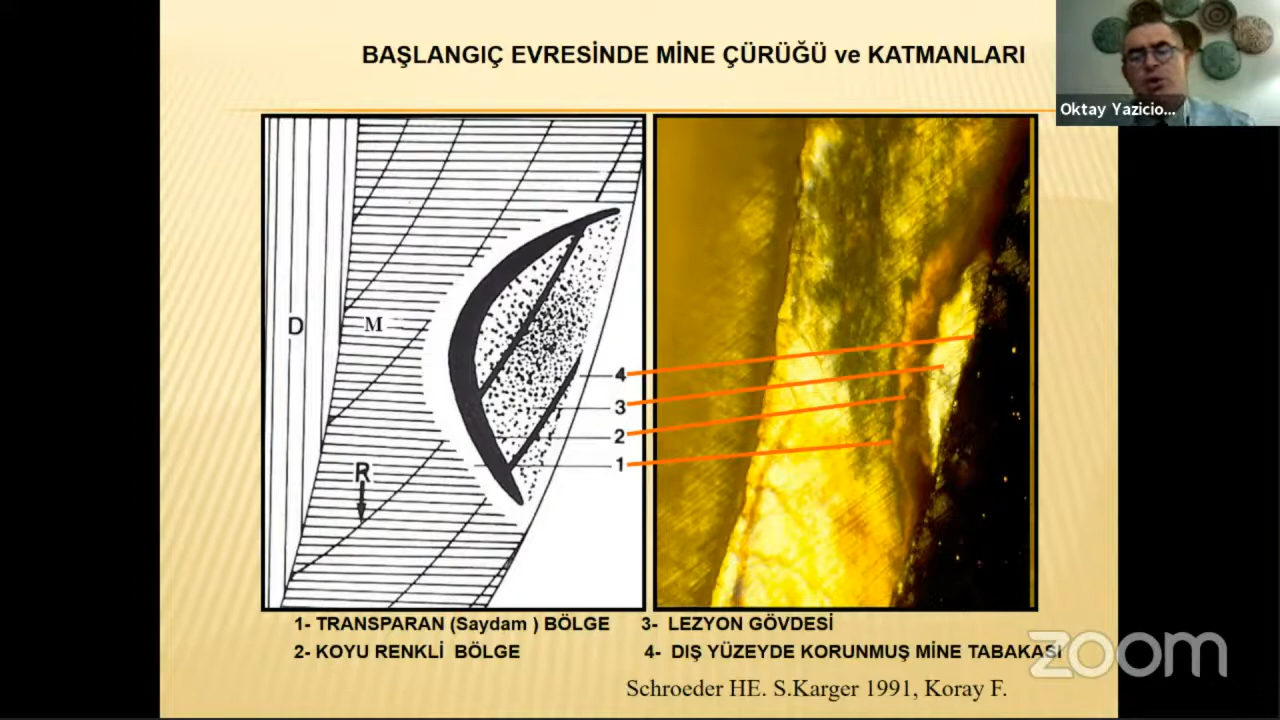 BAŞLANGIÇ EVRESİNDE MİNE ÇÜRÜĞÜ ve KATMANLARI
Oktay Yazicio...
D
M
R
4
3
2
1
1- TRANSPARAN (Saydam ) BÖLGE
3- LEZYON GÖVDESİ
2- KOYU RENKLİ BÖLGE
4- DIŞ YÜZEYDE KORUNMUŞ MİNE TABAKASI
zoom
Schroeder HE. S.Karger 1991, Koray F.